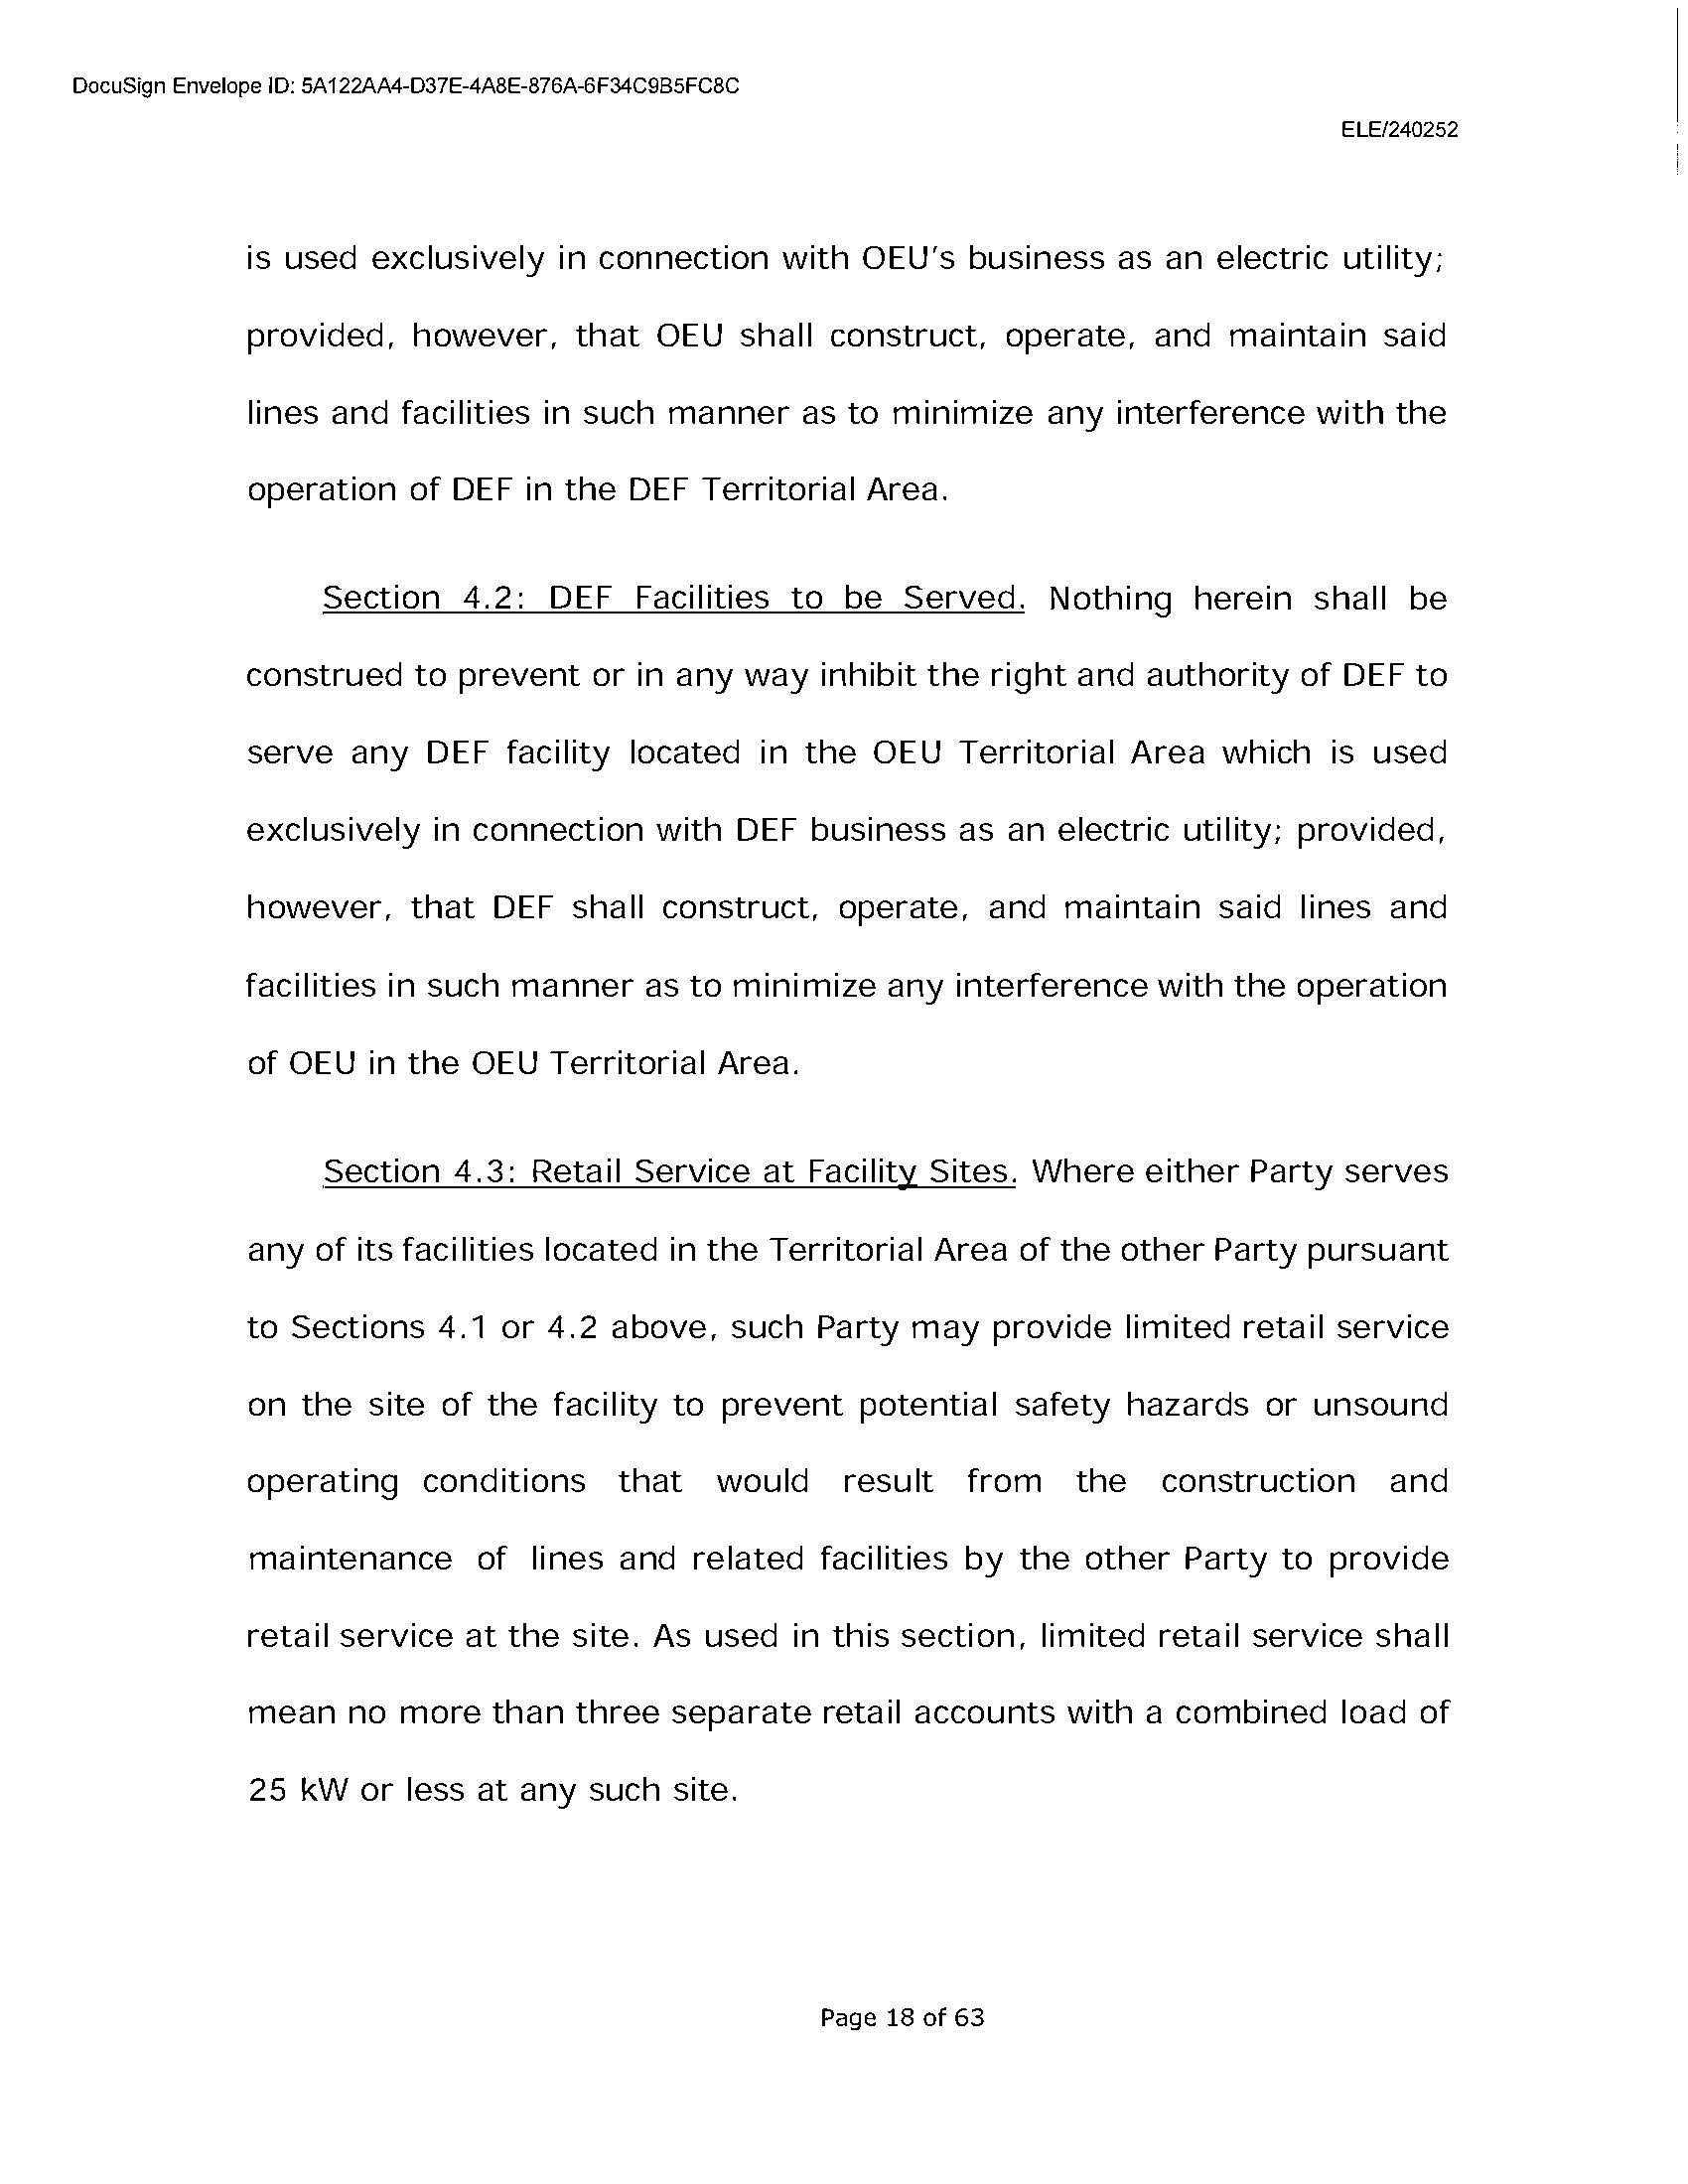 DocuSign Envelope ID: 5A122AA4-D37E-4A8E-876A-6F34C9B5FC8C
ELE/240252
is used exclusively in connection with OEU's business as an electric utility;
provided, however, that OEU shall construct, operate, and maintain said
lines and facilities in such manner as to minimize any interference with the
operation of DEF in the DEF Territorial Area.
Section 4.2: DEF Facilities to be Served. Nothing herein shall be
construed to prevent or in any way inhibit the right and authority of DEF to
serve any DEF facility located in the OEU Territorial Area which is used
exclusively in connection with DEF business as an electric utility; provided,
however, that DEF shall construct, operate, and maintain said lines and
facilities in such manner as to minimize any interference with the operation
of OEU in the OEU Territorial Area.
Section 4.3: Retail Service at Facility Sites. Where either Party serves
any of its facilities located in the Territorial Area of the other Party pursuant
to Sections 4.1 or 4.2 above, such Party may provide limited retail service
on the site of the facility to prevent potential safety hazards or unsound
operating conditions that would result from the construction and
maintenance of lines and related facilities by the other Party to provide
retail service at the site. As used in this section, limited retail service shall
mean no more than three separate retail accounts with a combined load of
25 kW or less at any such site.
Page 18 of 63